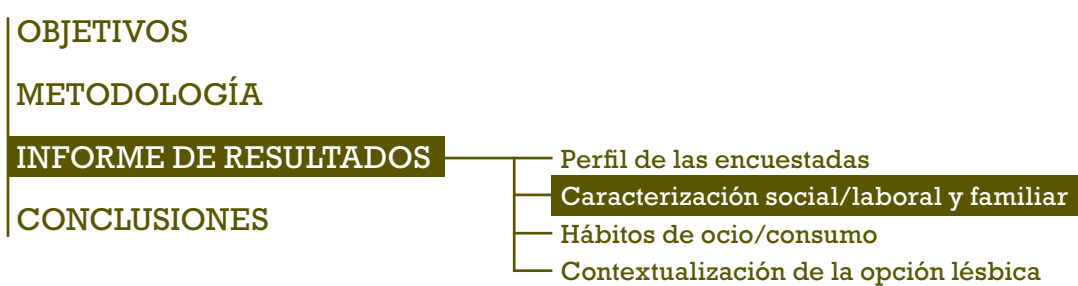 OBJETIVOS
METODOLOGÍA
INFORME DE RESULTADOS
CONCLUSIONES
Perfil de las encuestadas
Caracterización social/laboral y familiar
Hábitos de ocio/consumo
Contextualización de la opción lésbica